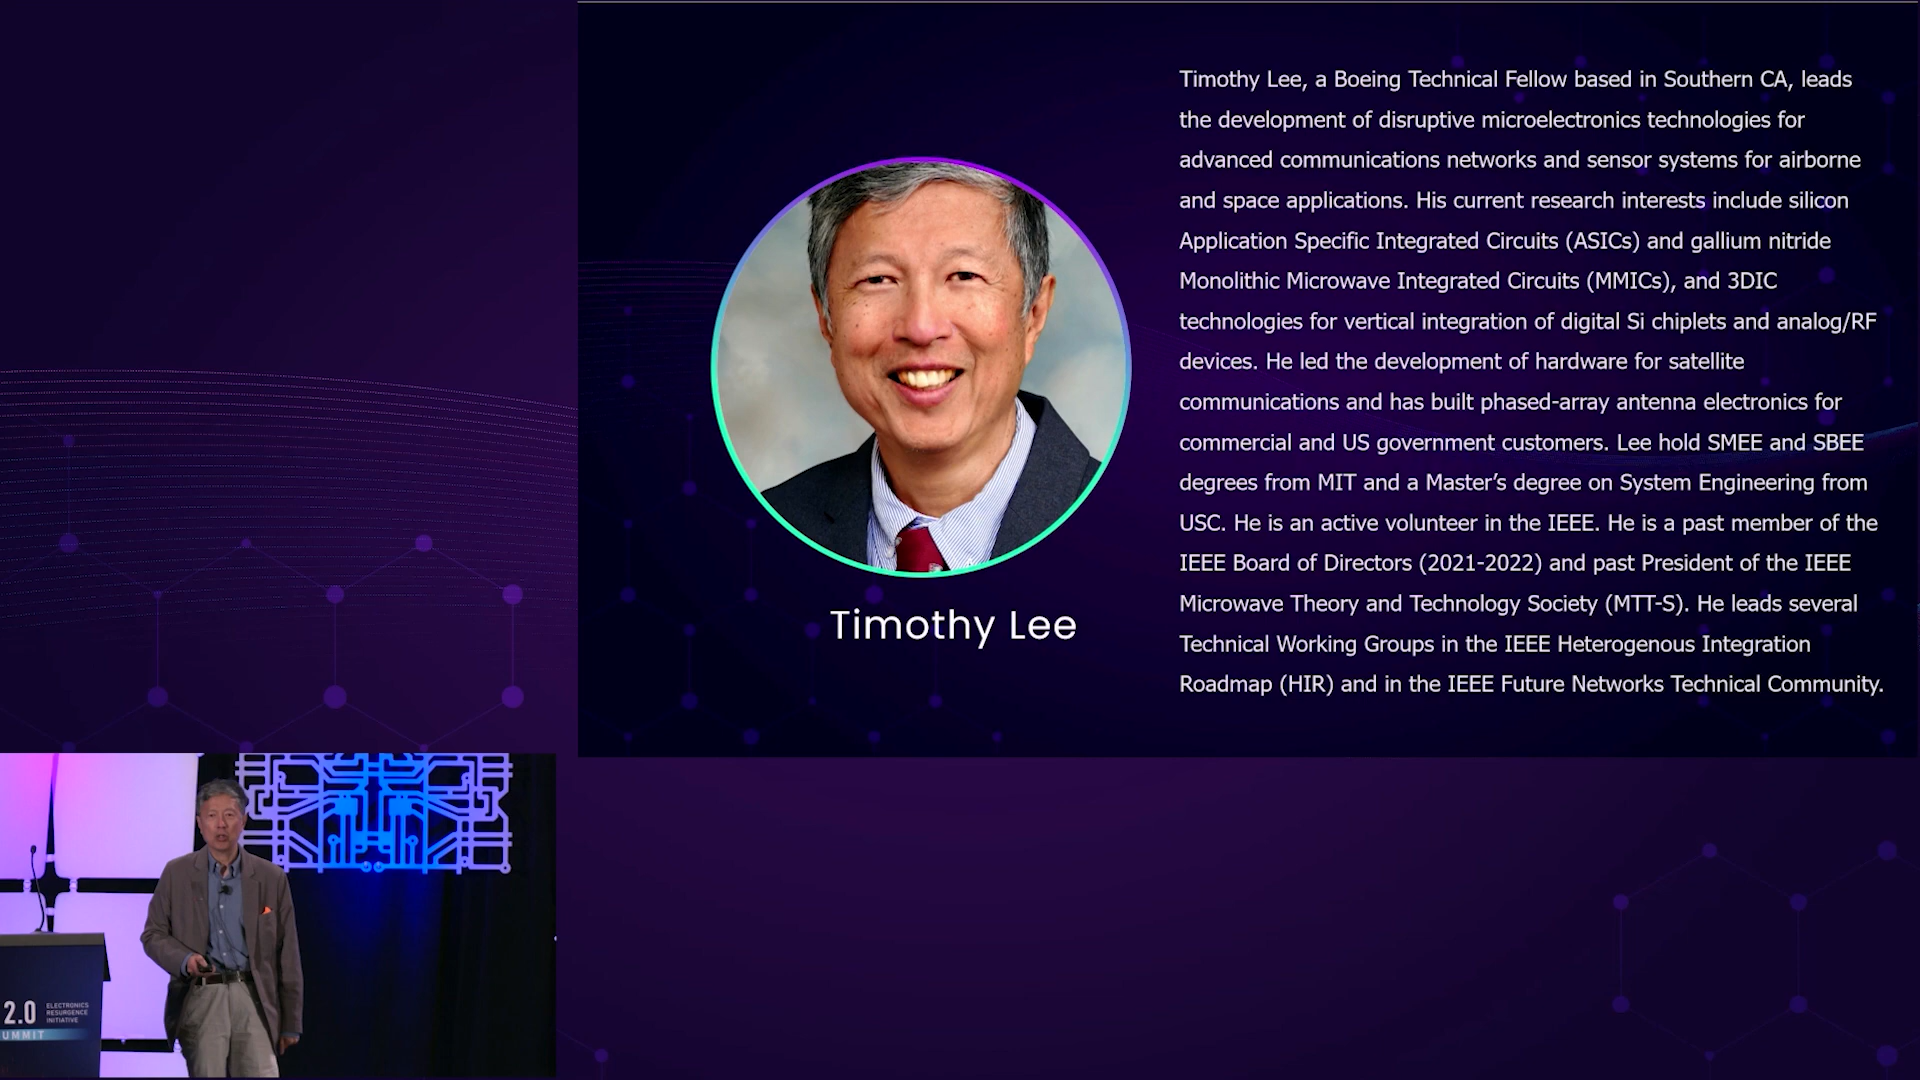 Timothy Lee, a Boeing Technical Fellow based in Southern CA, leads
the development of disruptive microelectronics technologies for
advanced communications networks and sensor systems for airborne
and space applications. His current research interests include silicon
Application Specific Integrated Circuits (ASICs) and gallium nitride
Monolithic Microwave Integrated Circuits (MMICs), and 3DIC
technologies for vertical integration of digital Si chiplets and analog/RF
devices. He led the development of hardware for satellite
communications and has built phased-array antenna electronics for
commercial and US government customers. Lee hold SMEE and SBEE
degrees from MIT and a Master’s degree on System Engineering from
USC. He is an active volunteer in the IEEE. He is a past member of the
IEEE Board of Directors (2021-2022) and past President of the IEEE
Microwave Theory and Technology Society (MTT-S). He leads several
Technical Working Groups in the IEEE Heterogenous Integration
Roadmap (HIR) and in the IEEE Future Networks Technical Community.
Timothy Lee
2.0
ELECTRONICS
RESURGENCE
INITIATIVE
UMMIT